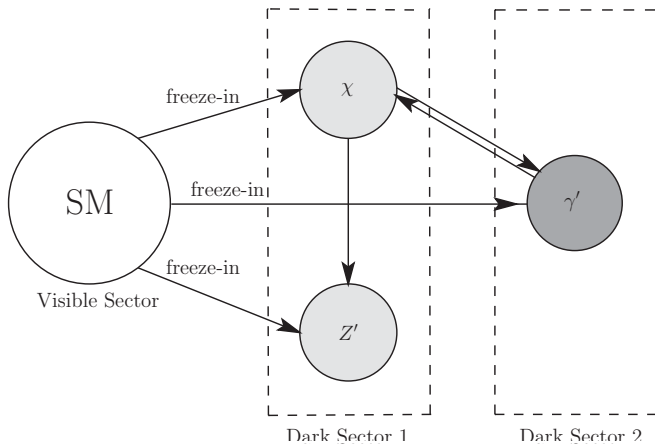 χ
freeze-in
SM
freeze-in
γ′
freeze-in
Visible Sector
Z′
Dark Sector 1
Dark Sector 2